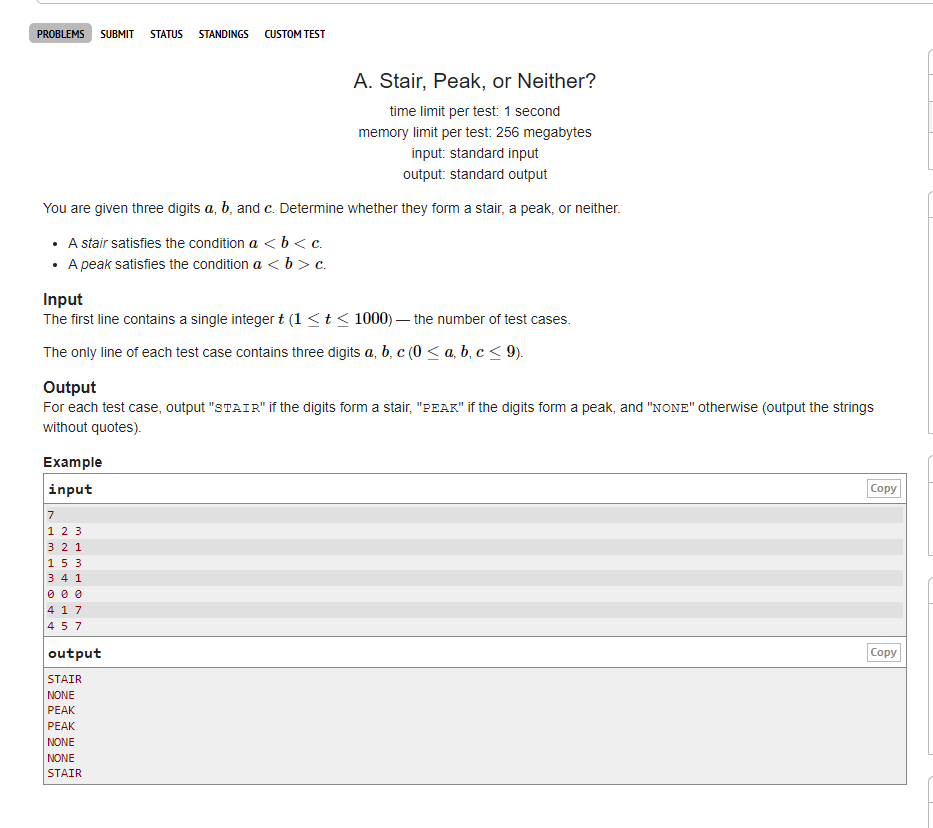 PROBLEMS SUBMIT STATUS STANDINGS CUSTOM TEST
A. Stair, Peak, or Neither?
time limit per test: 1 second
memory limit per test: 256 megabytes
input: standard input
output: standard output
You are given three digits a, b, and c. Determine whether they form a stair, a peak, or neither.
• A stair satisfies the condition a < b < c.
• A peak satisfies the condition a < b > c.
Input
The first line contains a single integer t (1 ≤ t ≤ 1000) — the number of test cases.
The only line of each test case contains three digits a, b, c (0 ≤ a, b, c ≤ 9).
Output
For each test case, output "STAIR" if the digits form a stair, "PEAK" if the digits form a peak, and "NONE" otherwise (output the strings
without quotes).
Example
input Copy
7
1 2 3
3 2 1
1 5 3
3 4 1
0 0 0
4 1 7
4 5 7
output Copy
STAIR
NONE
PEAK
PEAK
NONE
NONE
STAIR